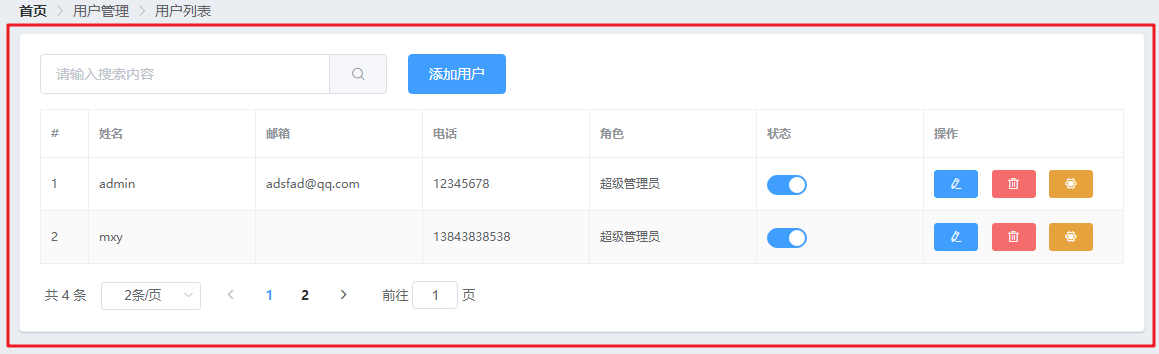 首页 > 用户管理 > 用户列表
请输入搜索内容 添加用户
# 姓名 邮箱 电话 角色 状态 操作
1 admin adsfad@qq.com 12345678 超级管理员
2 mxy 13843838538 超级管理员
共 4 条 2条/页 < 1 2 > 前往 1 页